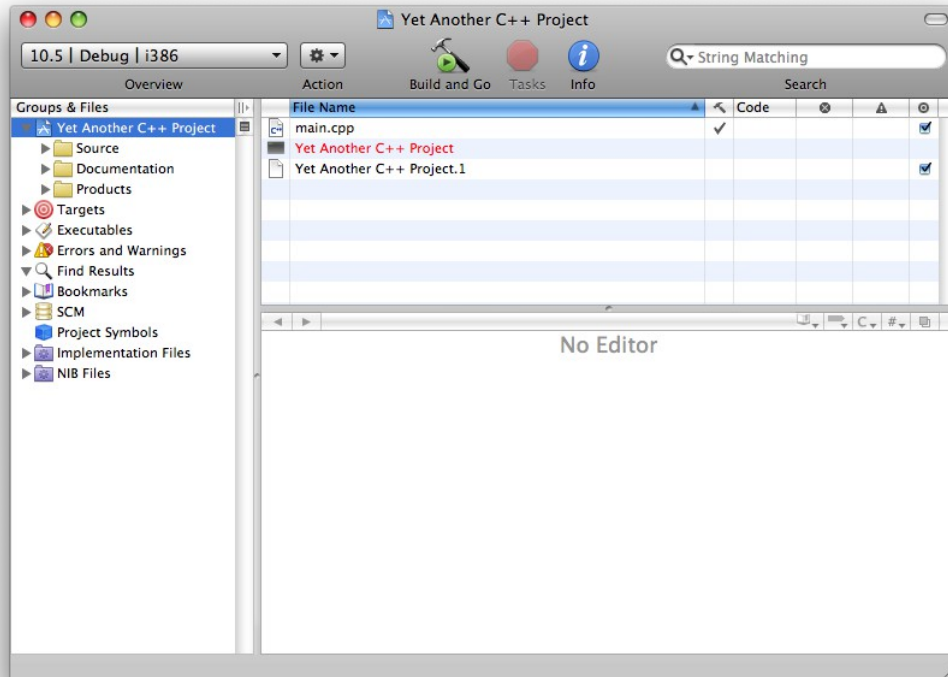 Yet Another C++ Project
10.5 | Debug | i386
String Matching
Overview
Action
Build and Go
Tasks
Info
Search
Groups & Files
File Name
Code
Yet Another C++ Project
Source
Documentation
Products
Targets
Executables
Errors and Warnings
Find Results
Bookmarks
SCM
Project Symbols
Implementation Files
NIB Files
main.cpp
Yet Another C++ Project
Yet Another C++ Project.1
C
#
No Editor